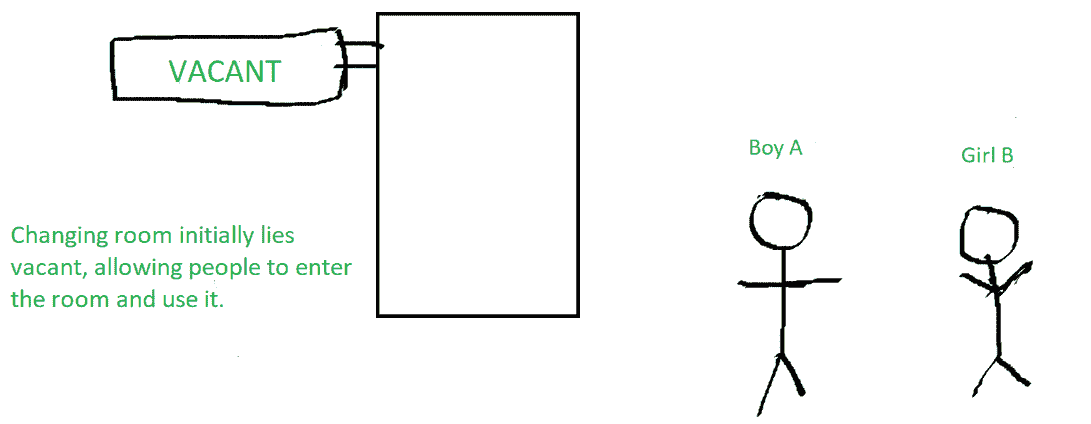 VACANT
Boy A
Girl B
Changing room initially lies
vacant, allowing people to enter
the room and use it.